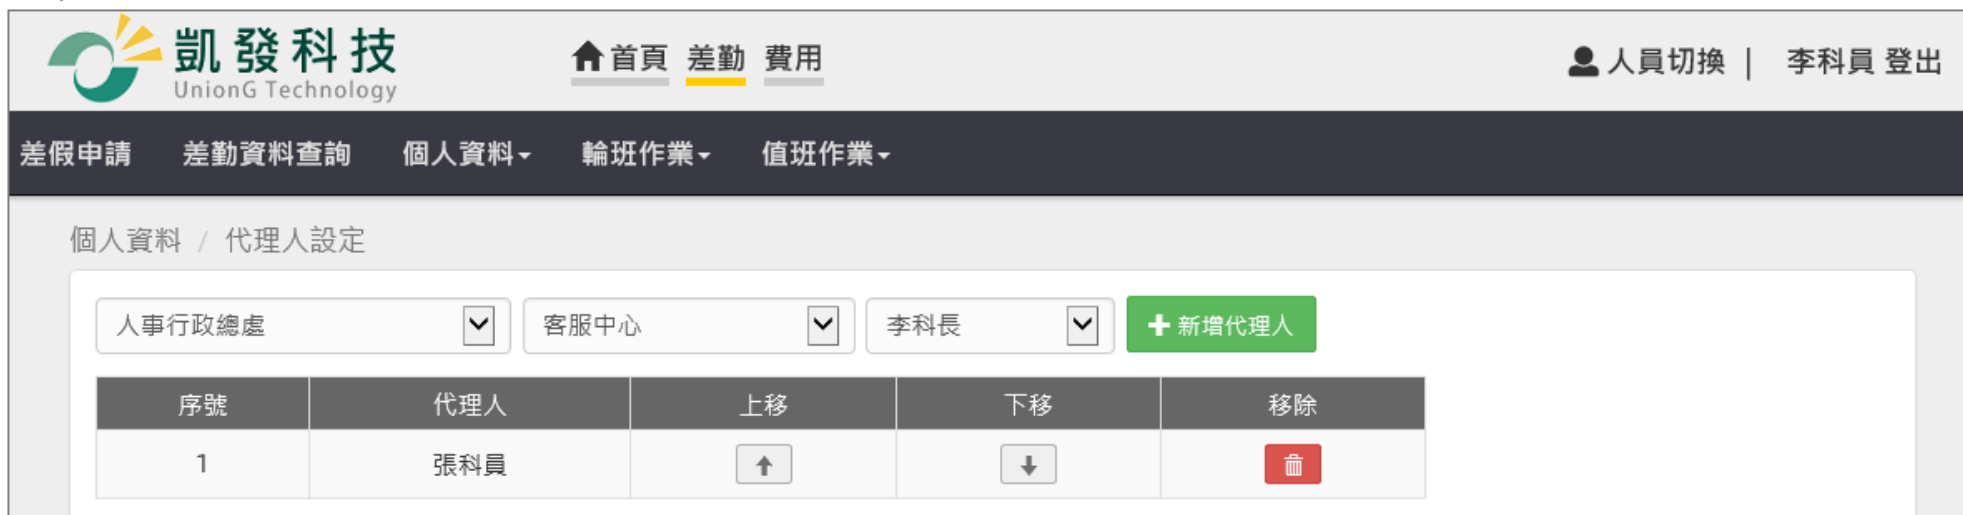 凱發科技
UnionG Technology
首頁 差勤 費用
人員切換 | 李科員 登出
差假申請 差勤資料查詢 個人資料 輪班作業 值班作業
個人資料 / 代理人設定
人事行政總處 客服中心 李科長 新增代理人
序號 代理人 上移 下移 移除
1 張科員